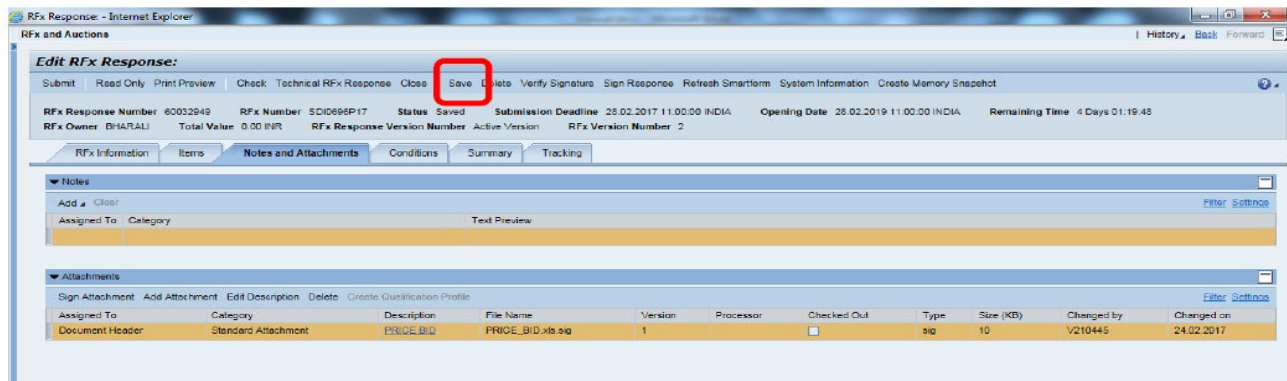 RFx Response: - Internet Explorer
RFx and Auctions History Back Forward
Edit RFx Response:
Submit Read Only Print Preview Check Technical RFx Response Close Save Delete Verify Signature Sign Response Refresh Smartform System Information Create Memory Snapshot
RFx Response Number 60032949 RFx Number SDI0696P17 Status Saved Submission Deadline 28.02.2017 11:00:00 INDIA Opening Date 28.02.2019 11:00:00 INDIA Remaining Time 4 Days 01:19:48
RFx Owner BHARALI Total Value 0.00 INR RFx Response Version Number Active Version RFx Version Number 2
RFx Information Items Notes and Attachments Conditions Summary Tracking
Notes
Add Clear Filter Settings
Assigned To Category Text Preview
Attachments
Sign Attachment Add Attachment Edit Description Delete Create Qualification Profile Filter Settings
Assigned To Category Description File Name Version Processor Checked Out Type Size (KB) Changed by Changed on
Document Header Standard Attachment PRICE BID PRICE_BID.xls.sig 1 sig 10 V210445 24.02.2017